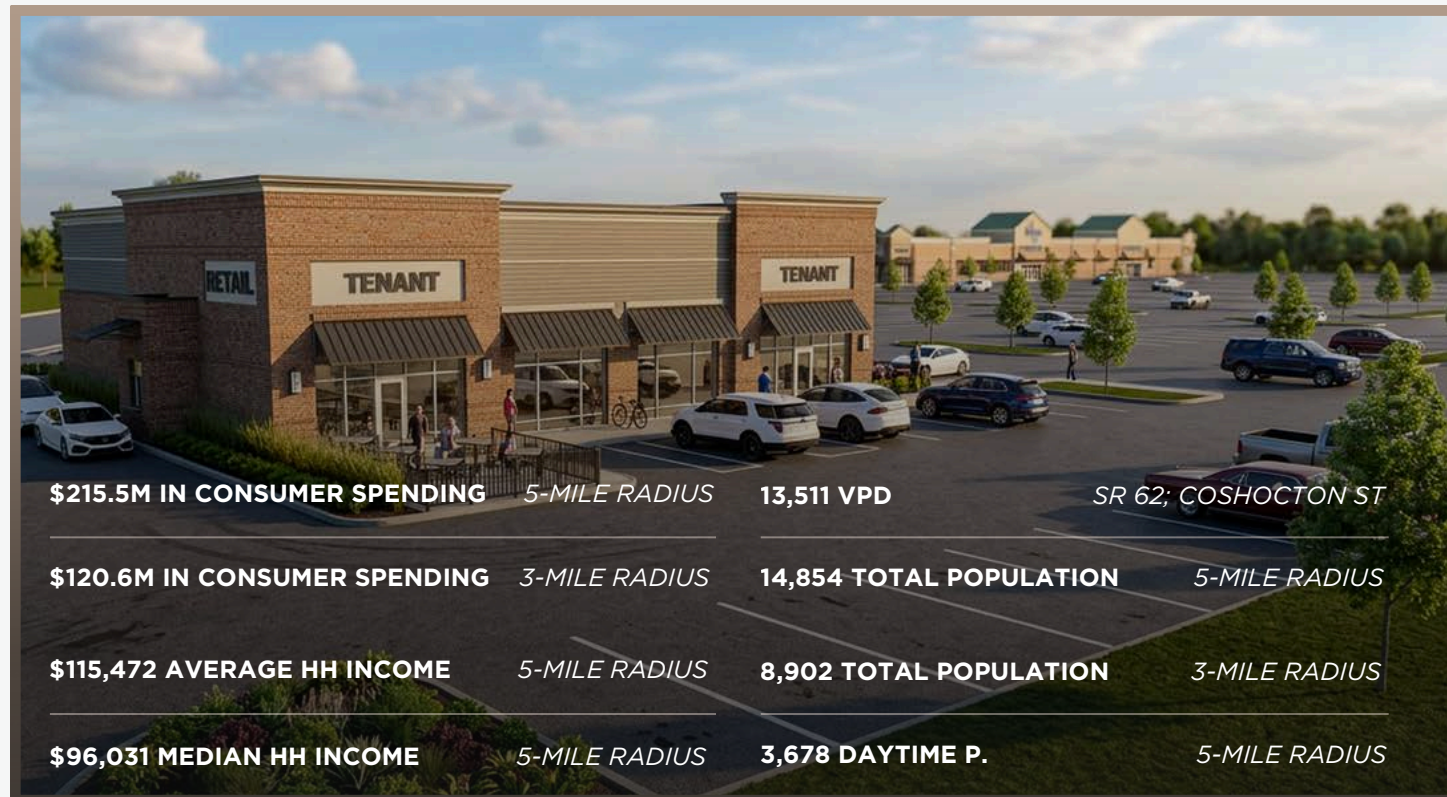 RETAIL
TENANT
TENANT
$215.5M IN CONSUMER SPENDING 5-MILE RADIUS
$120.6M IN CONSUMER SPENDING 3-MILE RADIUS
$115,472 AVERAGE HH INCOME 5-MILE RADIUS
$96,031 MEDIAN HH INCOME 5-MILE RADIUS
13,511 VPD SR 62; COSHOCTON ST
14,854 TOTAL POPULATION 5-MILE RADIUS
8,902 TOTAL POPULATION 3-MILE RADIUS
3,678 DAYTIME P. 5-MILE RADIUS